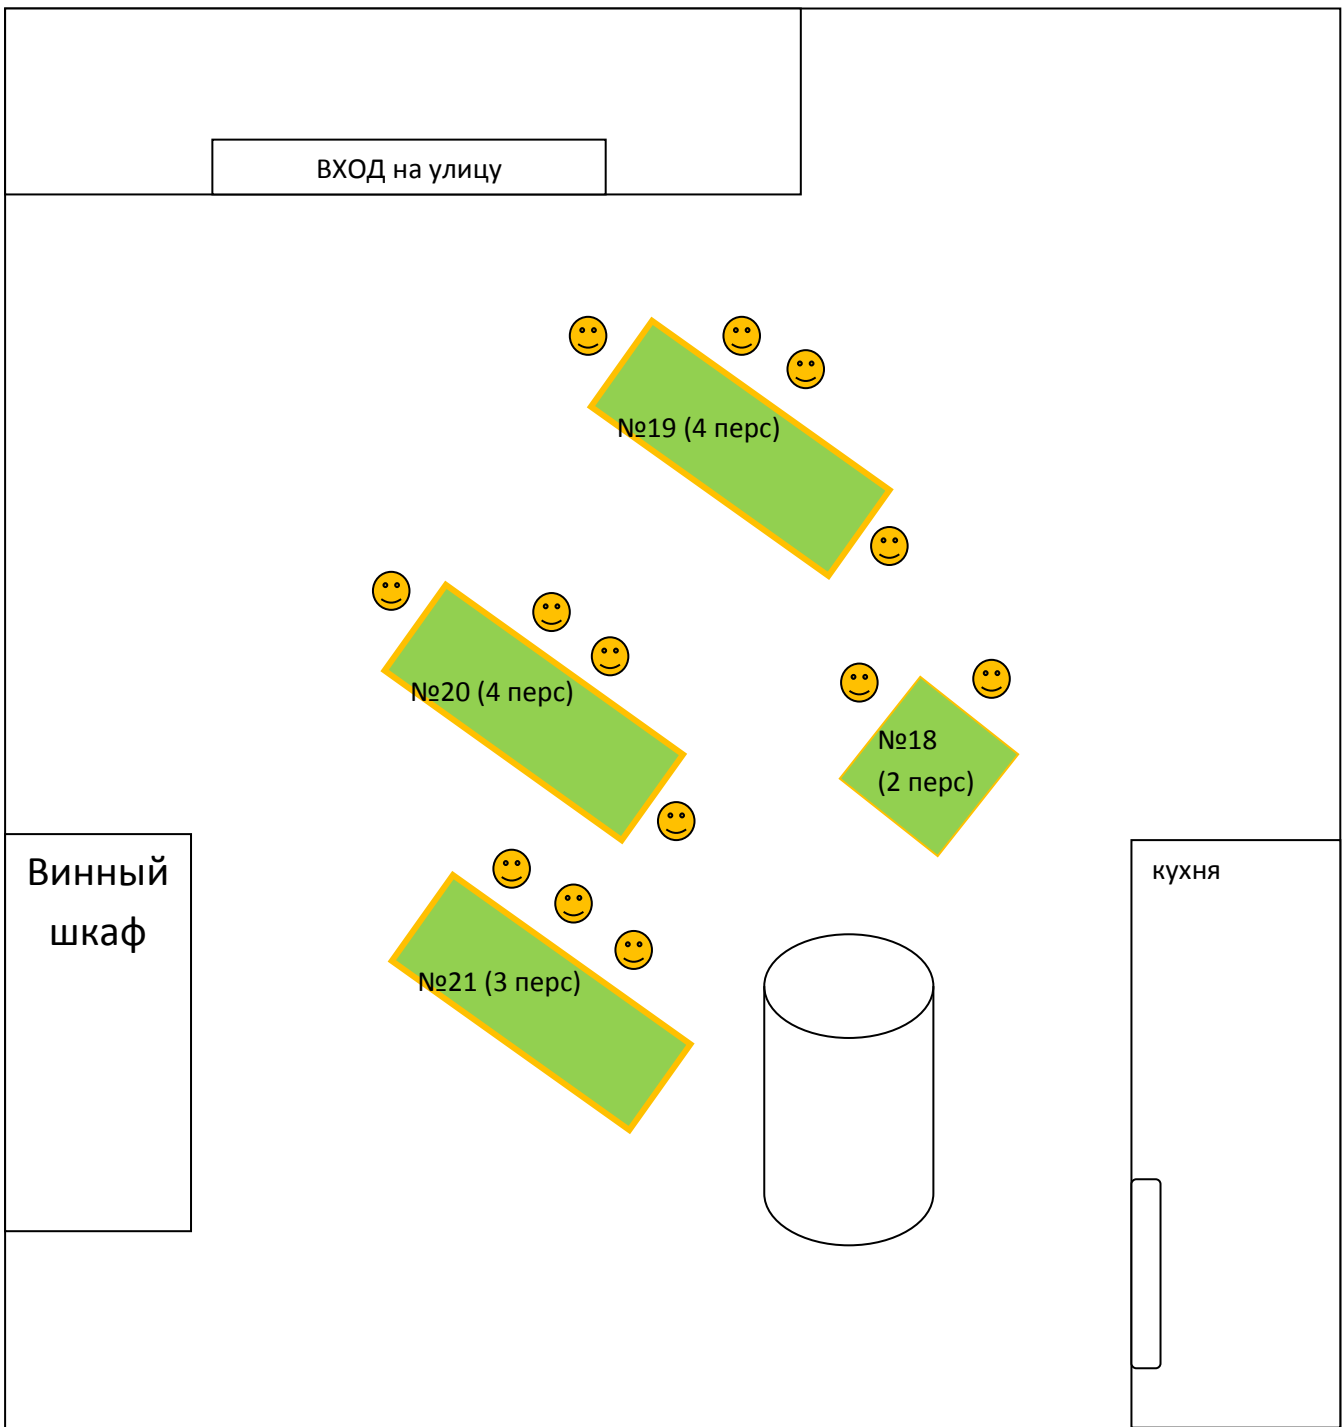 ВХОД на улицу
№19 (4 перс)
№20 (4 перс)
№18
(2 перс)
Винный
шкаф
кухня
№21 (3 перс)